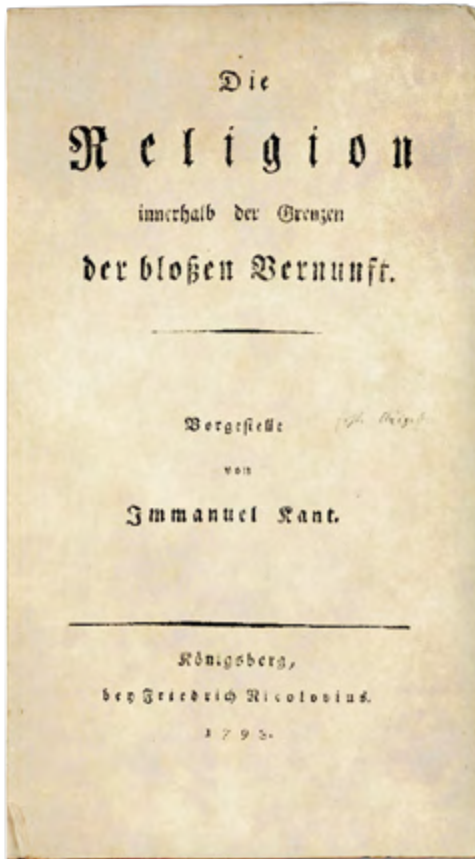 Die
Religion
innerhalb der Grenzen
der bloßen Vernunft.
Vorgestellt
von
Immanuel Kant.
Königsberg,
bey Friedrich Nicolovius.
1793.